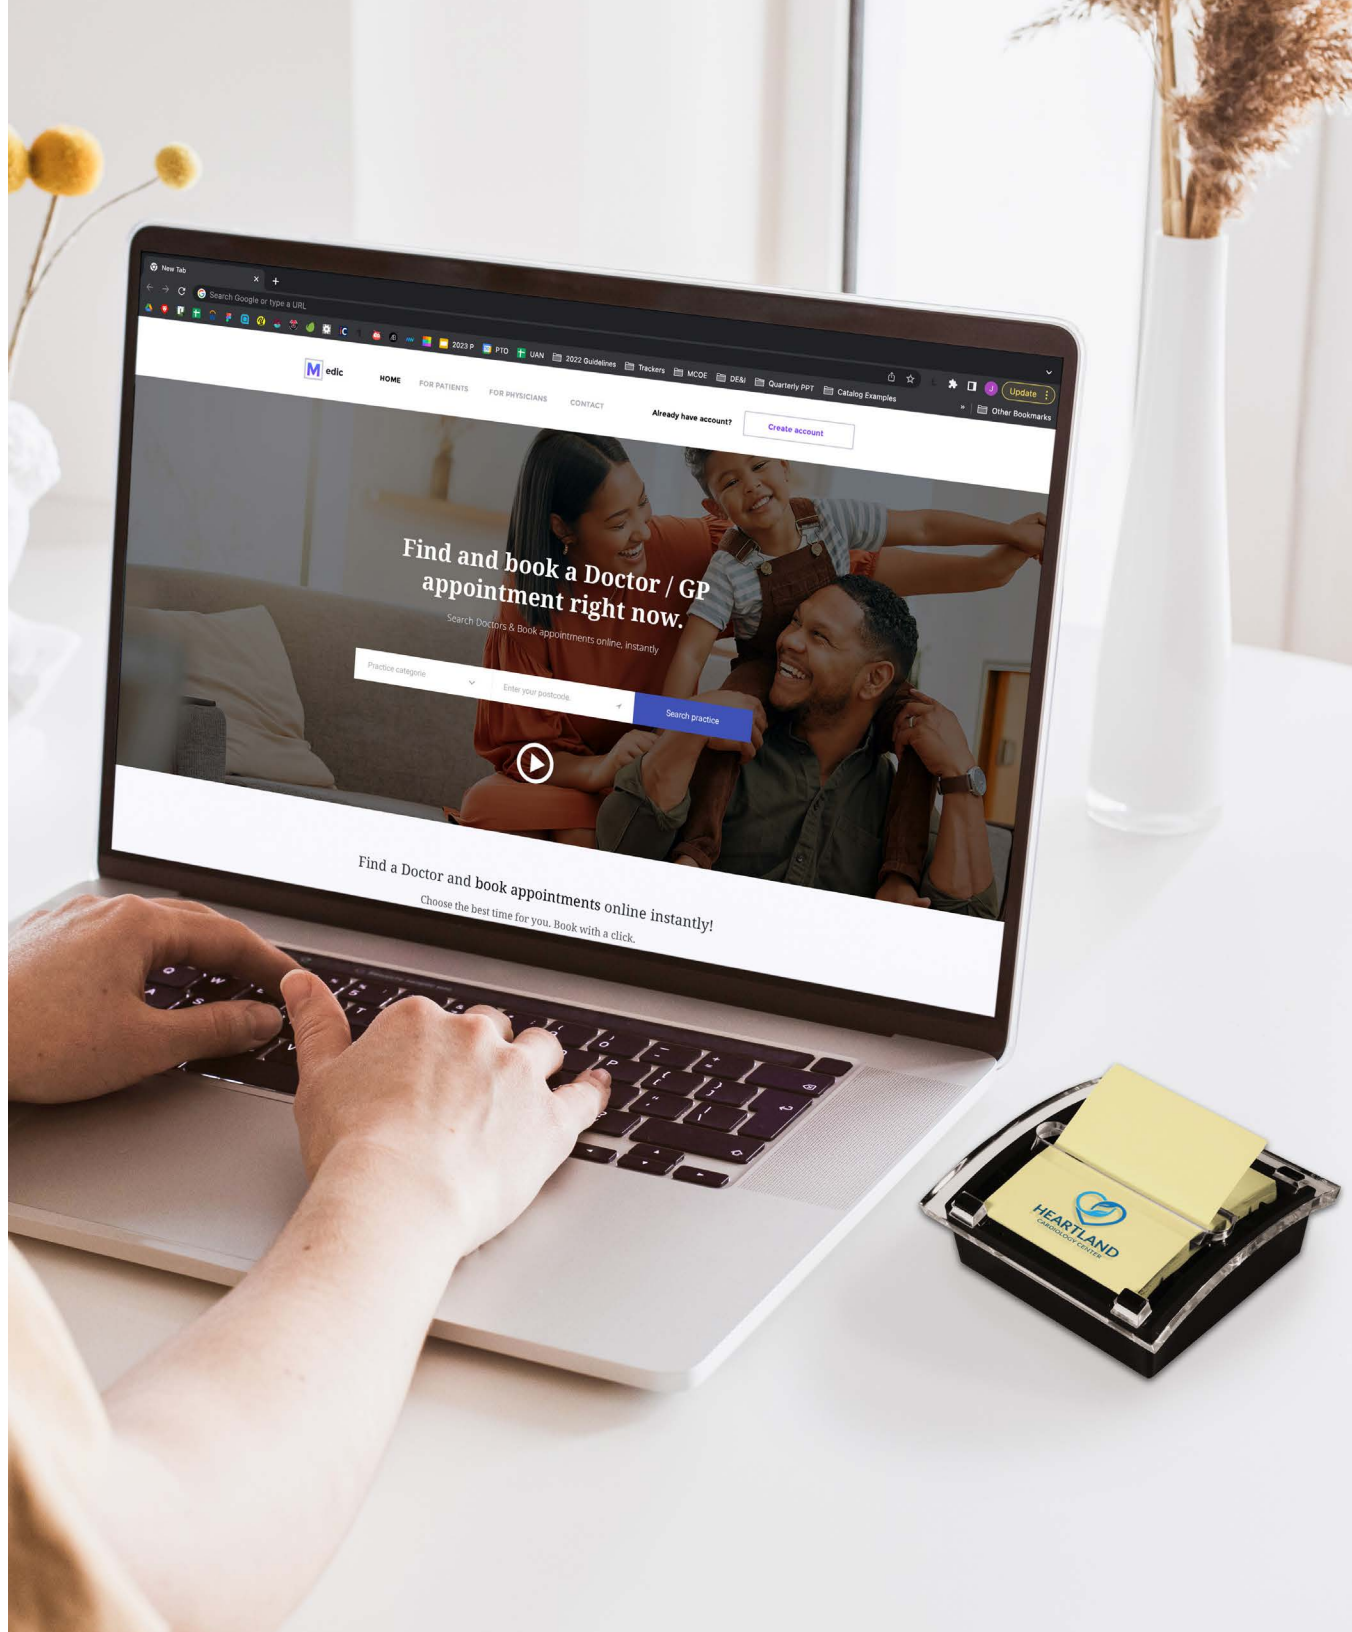 New Tab
Search Google or type a URL
2023 P
PTO
UAN
2022 Guidelines
Trackers
MCOE
DE&I
Quarterly PPT
Catalog Examples
Update
Other Bookmarks
M edic
HOME
FOR PATIENTS
FOR PHYSICIANS
CONTACT
Already have account?
Create account
Find and book a Doctor / GP
appointment right now.
Search Doctors & Book appointments online, instantly
Practice categorie
Enter your postcode.
Search practice
Find a Doctor and book appointments online instantly!
Choose the best time for you. Book with a click.
HEARTLAND
CARDIOLOGY CENTER